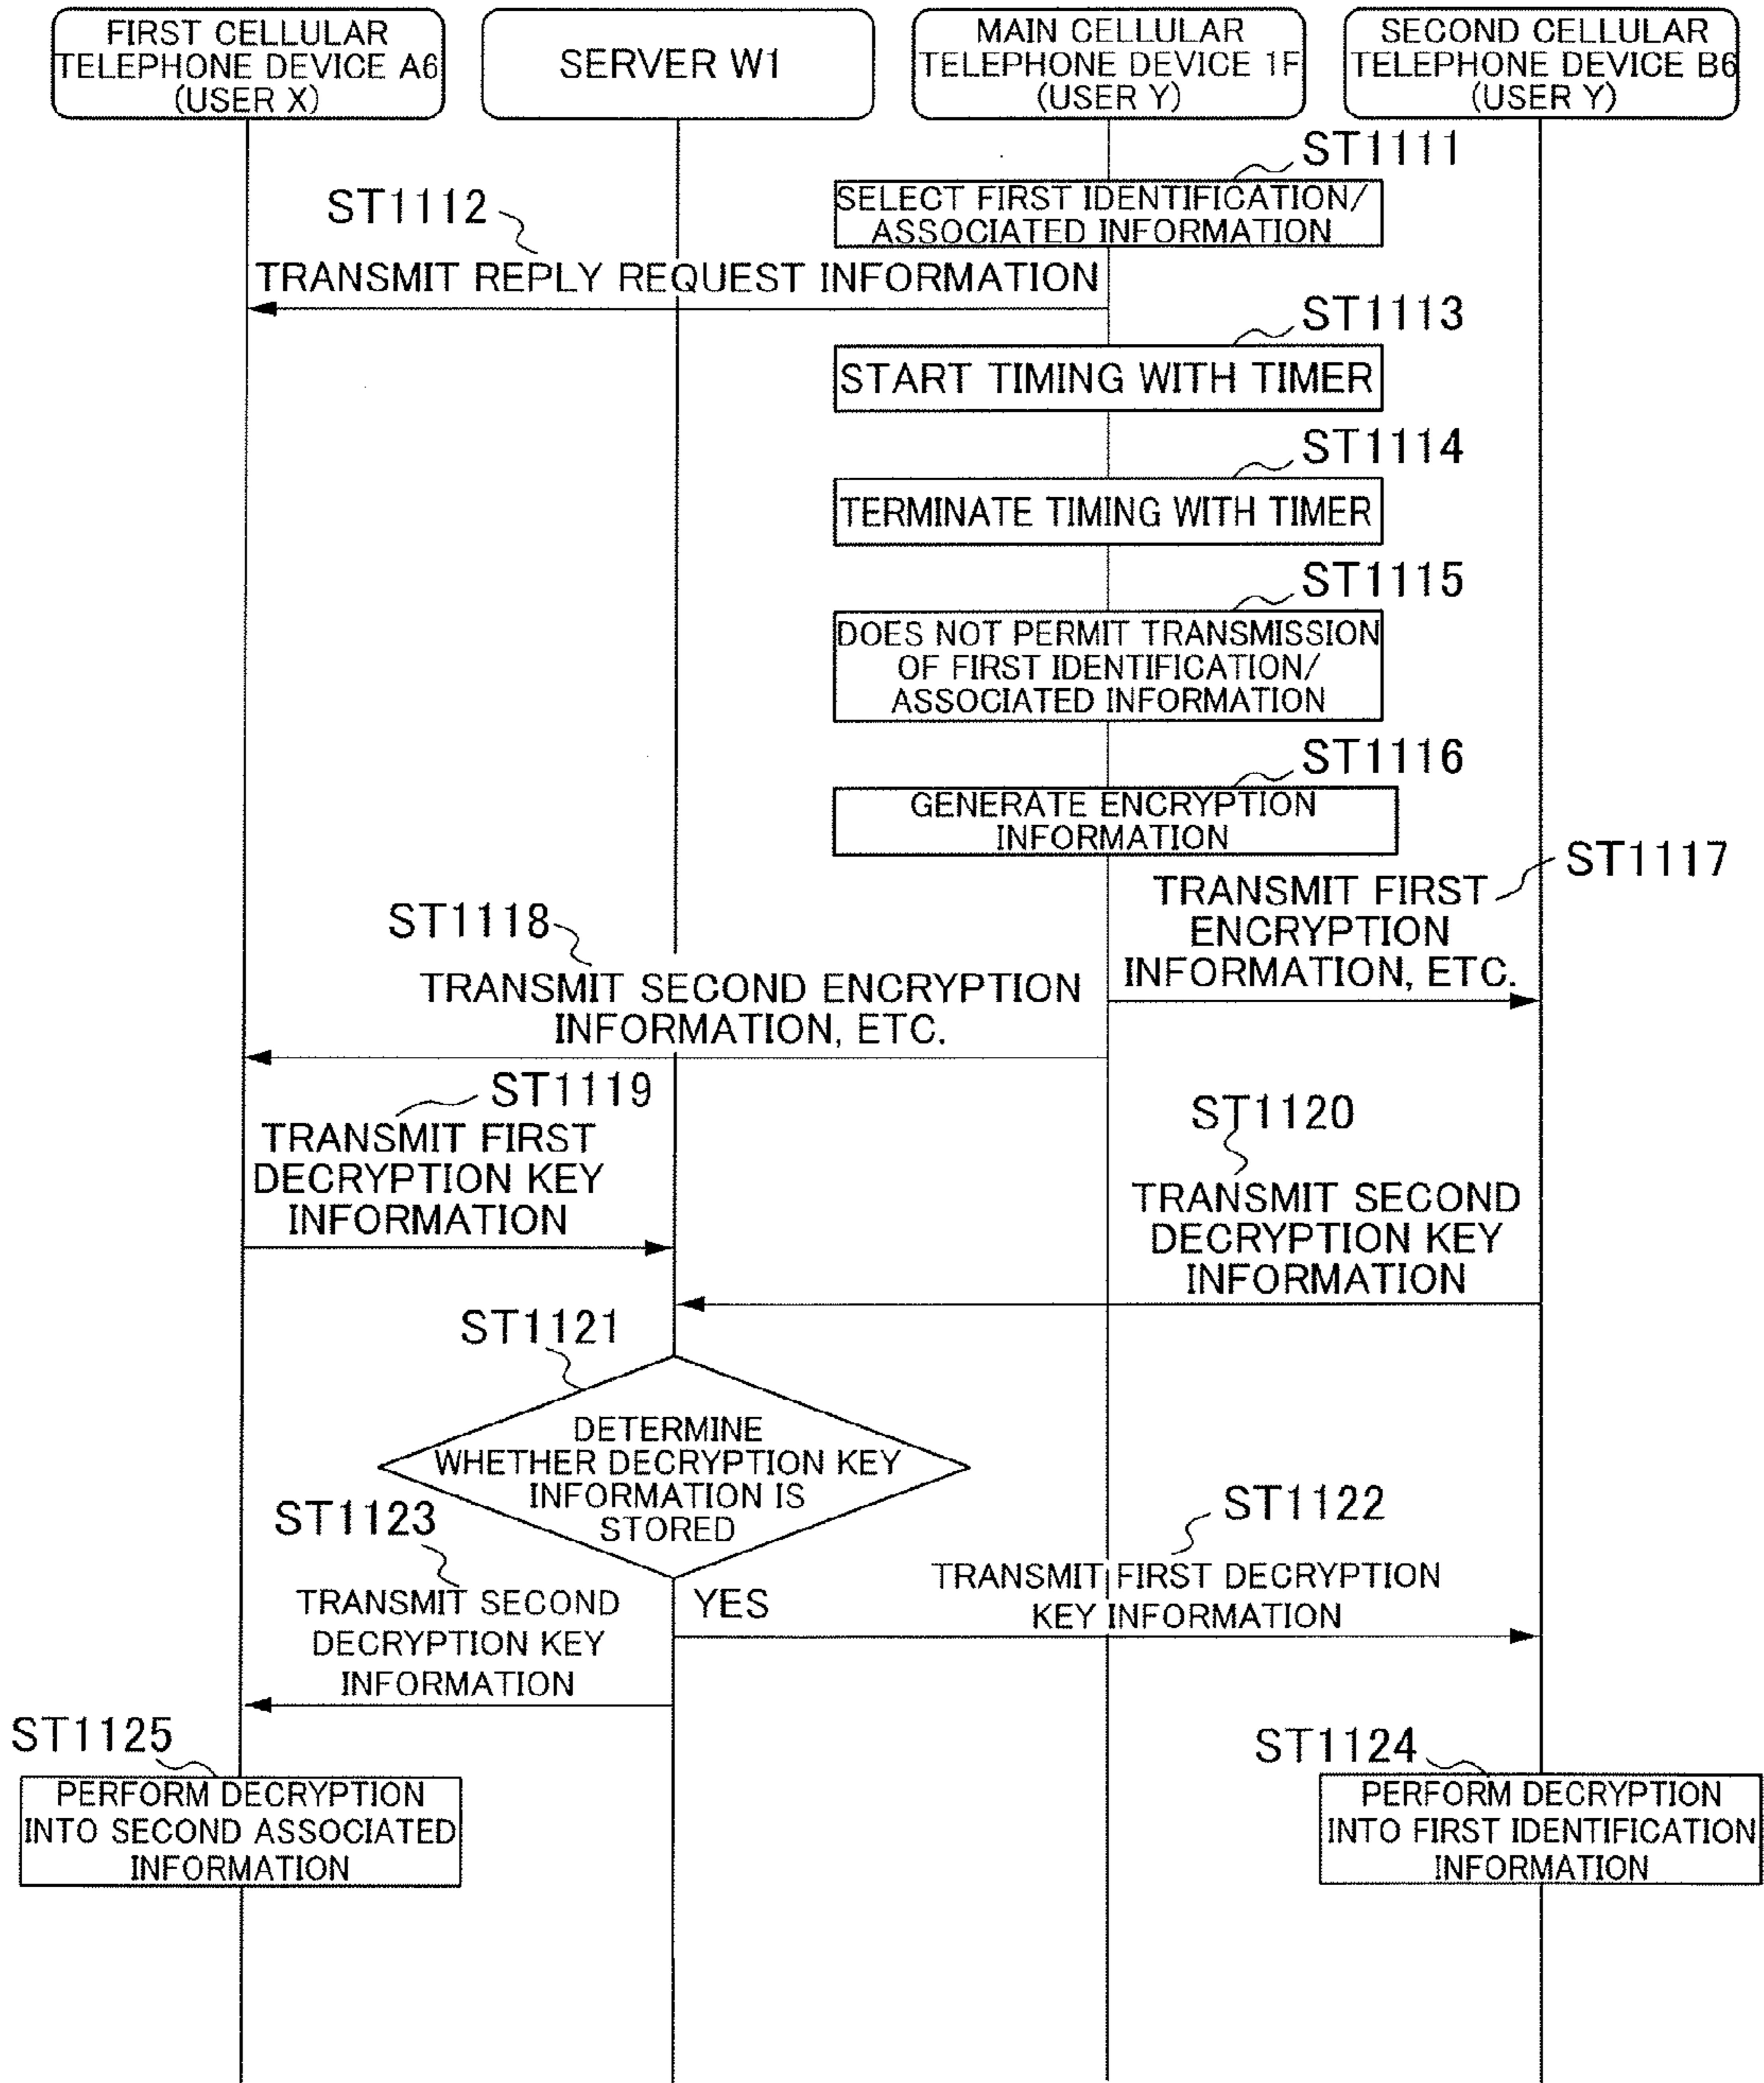 FIRST CELLULAR
TELEPHONE DEVICE A6
(USER X)
SERVER W1
MAIN CELLULAR
TELEPHONE DEVICE 1F
(USER Y)
SECOND CELLULAR
TELEPHONE DEVICE B6
(USER Y)
ST1111
SELECT FIRST IDENTIFICATION/
ASSOCIATED INFORMATION
ST1112
TRANSMIT REPLY REQUEST INFORMATION
ST1113
START TIMING WITH TIMER
ST1114
TERMINATE TIMING WITH TIMER
ST1115
DOES NOT PERMIT TRANSMISSION
OF FIRST IDENTIFICATION/
ASSOCIATED INFORMATION
ST1116
GENERATE ENCRYPTION
INFORMATION
ST1117
TRANSMIT FIRST
ENCRYPTION
INFORMATION, ETC.
ST1118
TRANSMIT SECOND ENCRYPTION
INFORMATION, ETC.
ST1119
TRANSMIT FIRST
DECRYPTION KEY
INFORMATION
ST1120
TRANSMIT SECOND
DECRYPTION KEY
INFORMATION
ST1121
DETERMINE
WHETHER DECRYPTION KEY
INFORMATION IS
STORED
YES
ST1122
TRANSMIT FIRST DECRYPTION
KEY INFORMATION
ST1123
TRANSMIT SECOND
DECRYPTION KEY
INFORMATION
ST1125
PERFORM DECRYPTION
INTO SECOND ASSOCIATED
INFORMATION
ST1124
PERFORM DECRYPTION
INTO FIRST IDENTIFICATION
INFORMATION